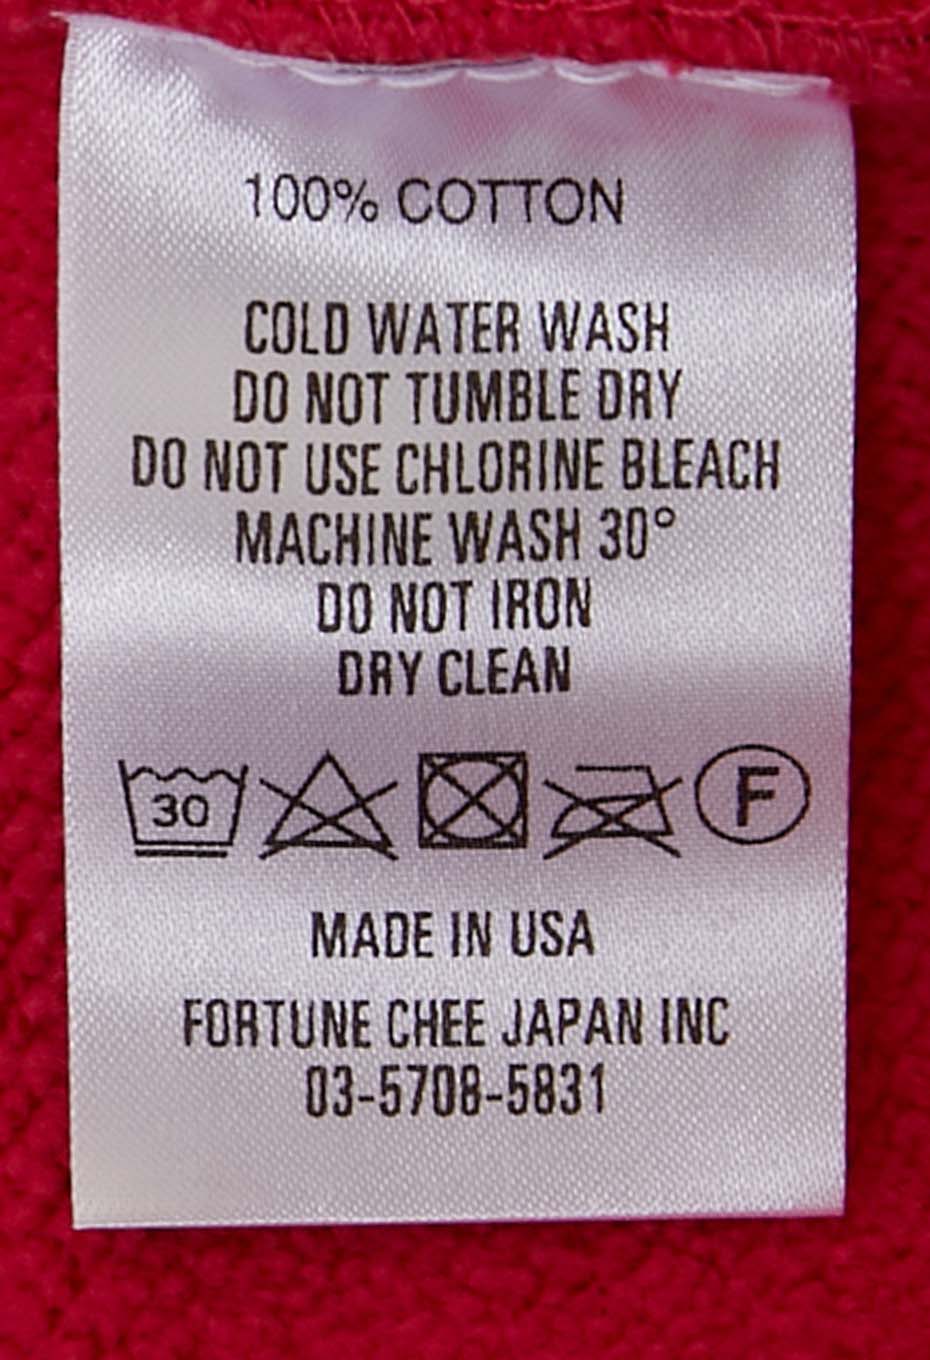 100% COTTON
COLD WATER WASH
DO NOT TUMBLE DRY
DO NOT USE CHLORINE BLEACH
MACHINE WASH 30°
DO NOT IRON
DRY CLEAN
30 F
MADE IN USA
FORTUNE CHEE JAPAN INC
03-5708-5831